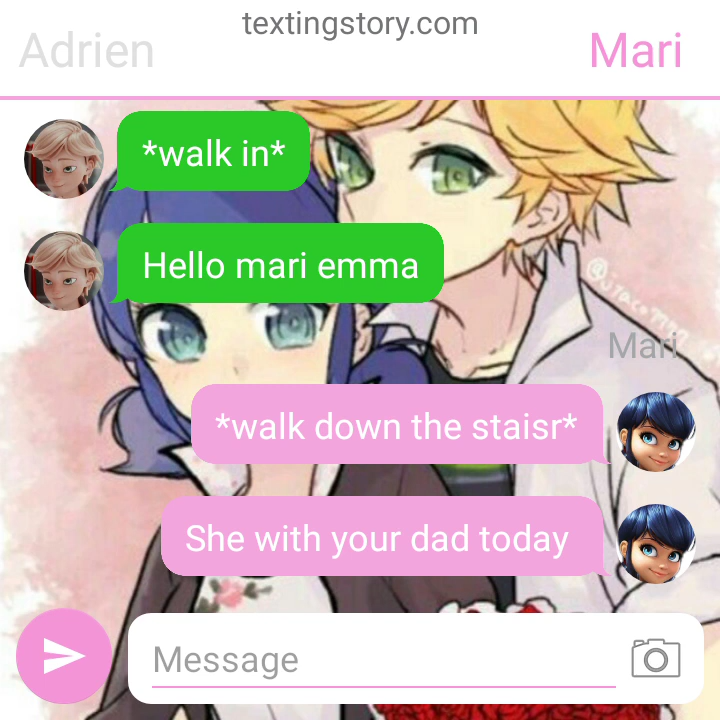 textingstory.com
Adrien
Mari
*walk in*
Hello mari emma
Mari
*walk down the staisr*
She with your dad today
Message